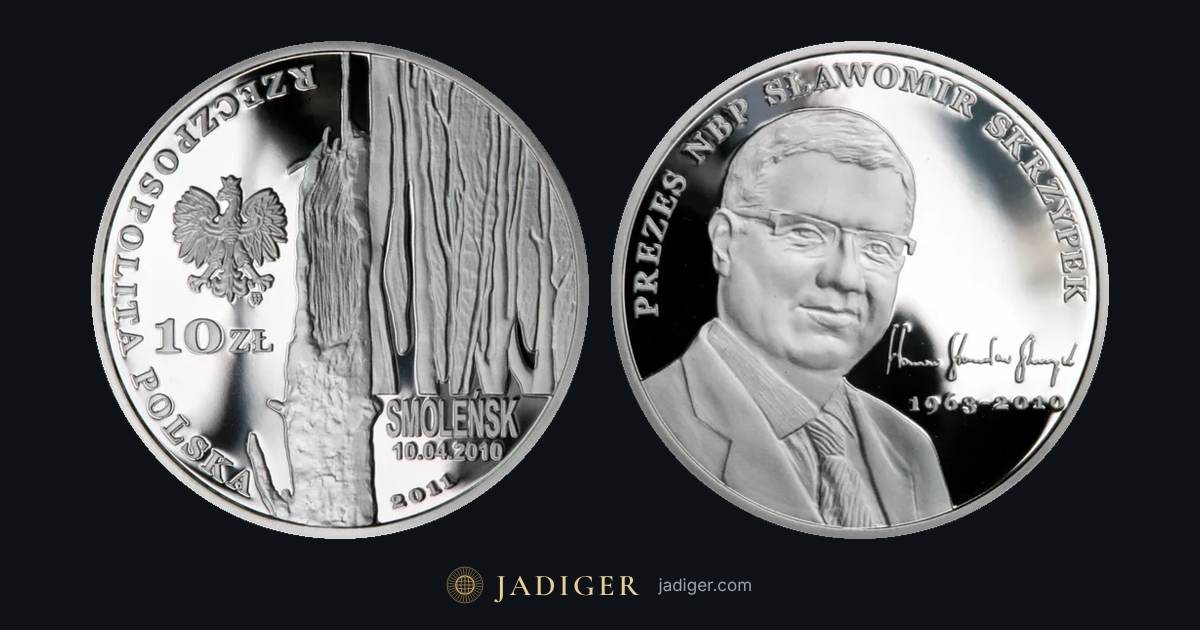 RZECZPOSPOLITA POLSKA
10 ZŁ
SMOLEŃSK
10.04.2010
2011
PREZES NBP SŁAWOMIR SKRZYPEK
1963-2010
JADIGER
jadiger.com